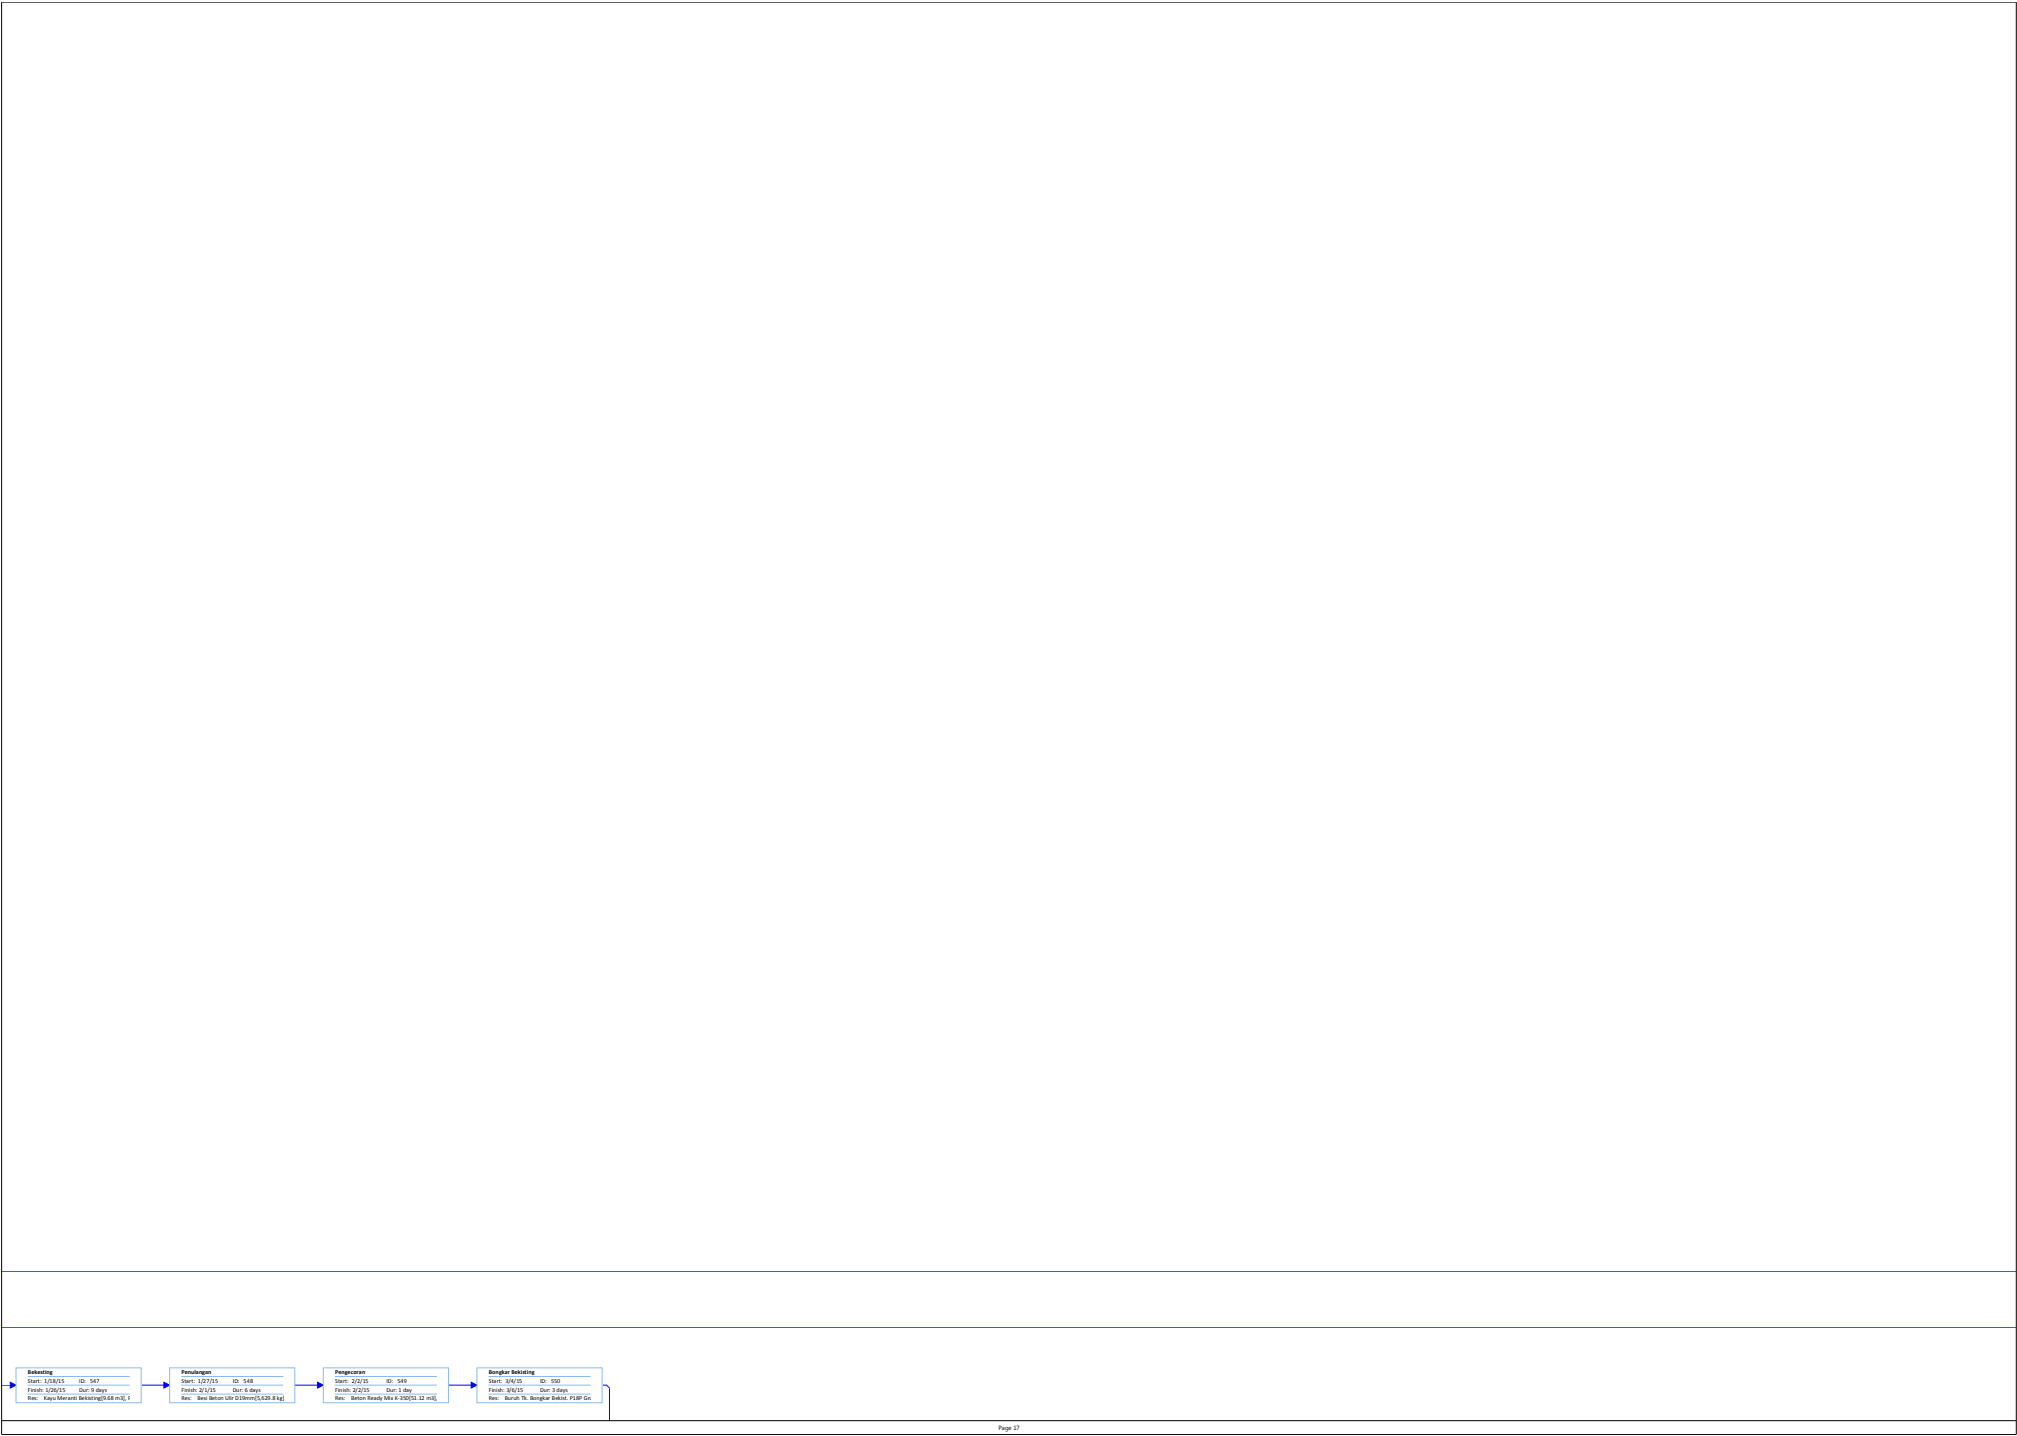 Bekesting
Start: 1/18/15 ID: 547
Finish: 1/26/15 Dur: 9 days
Res: Kayu Meranti Bekisting[9.68 m3],
Penulangan
Start: 1/27/15 ID: 548
Finish: 2/1/15 Dur: 6 days
Res: Besi Beton Ulir D19mm[5,629.8 kg]
Pengecoran
Start: 2/2/15 ID: 549
Finish: 2/2/15 Dur: 1 day
Res: Beton Ready Mix K-350[51.12 m3],
Bongkar Bekisting
Start: 3/4/15 ID: 550
Finish: 3/6/15 Dur: 3 days
Res: Buruh Tk. Bongkar Bekist. P18P
Page 17